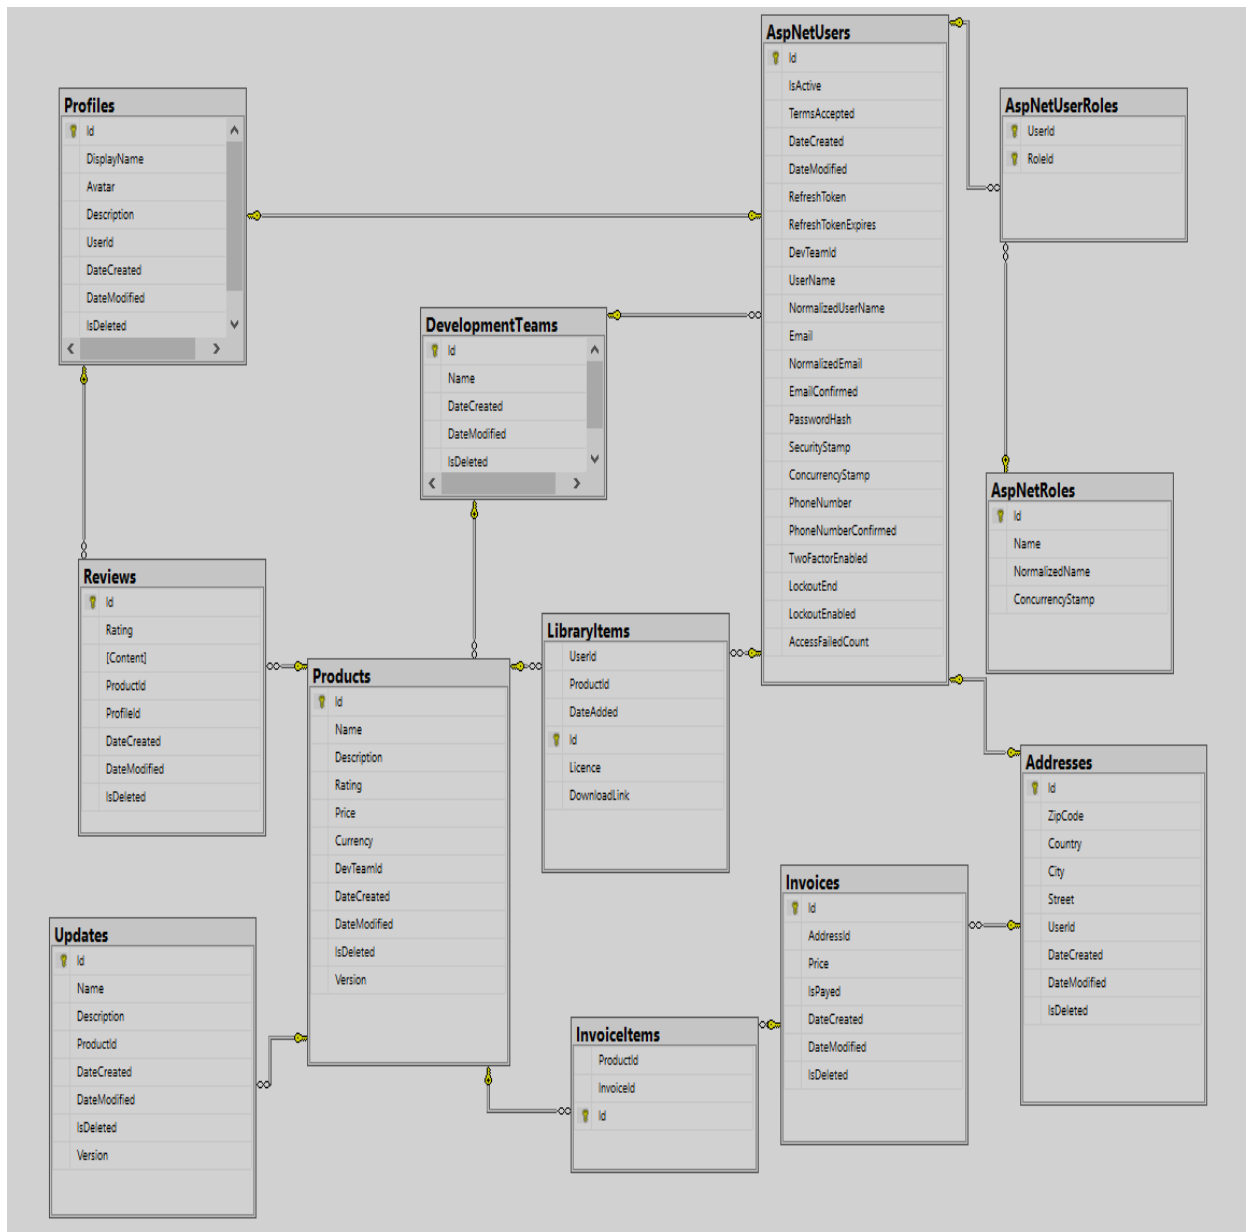 AspNetUsers
Id
IsActive
TermsAccepted
DateCreated
DateModified
RefreshToken
RefreshTokenExpires
DevTeamId
UserName
NormalizedUserName
Email
NormalizedEmail
EmailConfirmed
PasswordHash
SecurityStamp
ConcurrencyStamp
PhoneNumber
PhoneNumberConfirmed
TwoFactorEnabled
LockoutEnd
LockoutEnabled
AccessFailedCount
Profiles
Id
DisplayName
Avatar
Description
UserId
DateCreated
DateModified
IsDeleted
AspNetUserRoles
UserId
RoleId
DevelopmentTeams
Id
Name
DateCreated
DateModified
IsDeleted
AspNetRoles
Id
Name
NormalizedName
ConcurrencyStamp
Reviews
Id
Rating
[Content]
ProductId
ProfileId
DateCreated
DateModified
IsDeleted
LibraryItems
UserId
ProductId
DateAdded
Id
Licence
DownloadLink
Products
Id
Name
Description
Rating
Price
Currency
DevTeamId
DateCreated
DateModified
IsDeleted
Version
Addresses
Id
ZipCode
Country
City
Street
UserId
DateCreated
DateModified
IsDeleted
Invoices
Id
AddressId
Price
IsPayed
DateCreated
DateModified
IsDeleted
Updates
Id
Name
Description
ProductId
DateCreated
DateModified
IsDeleted
Version
InvoiceItems
ProductId
InvoiceId
Id